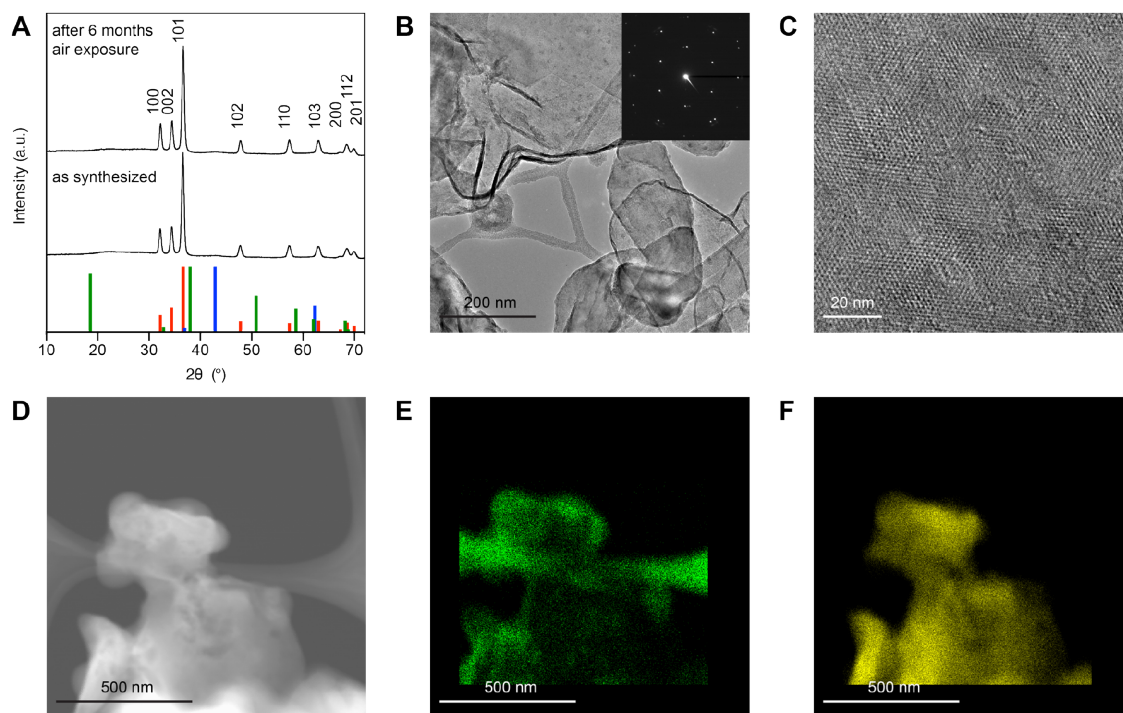 A
after 6 months
air exposure
101
100
002
102
110
103
200
112
201
as synthesized
Intensity (a.u.)
10 20 30 40 50 60 70
2θ (°)
B
200 nm
C
20 nm
D
500 nm
E
500 nm
F
500 nm